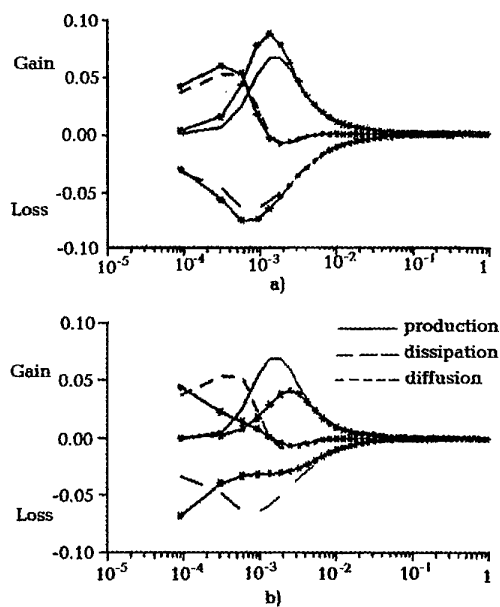 0.10
Gain
0.05
0.00
-0.05
Loss
-0.10
10-5 10-4 10-3 10-2 10-1 1
a)
0.10
production
dissipation
Gain
diffusion
0.05
0.00
-0.05
Loss
-0.10
10-5 10-4 10-3 10-2 10-1 1
b)